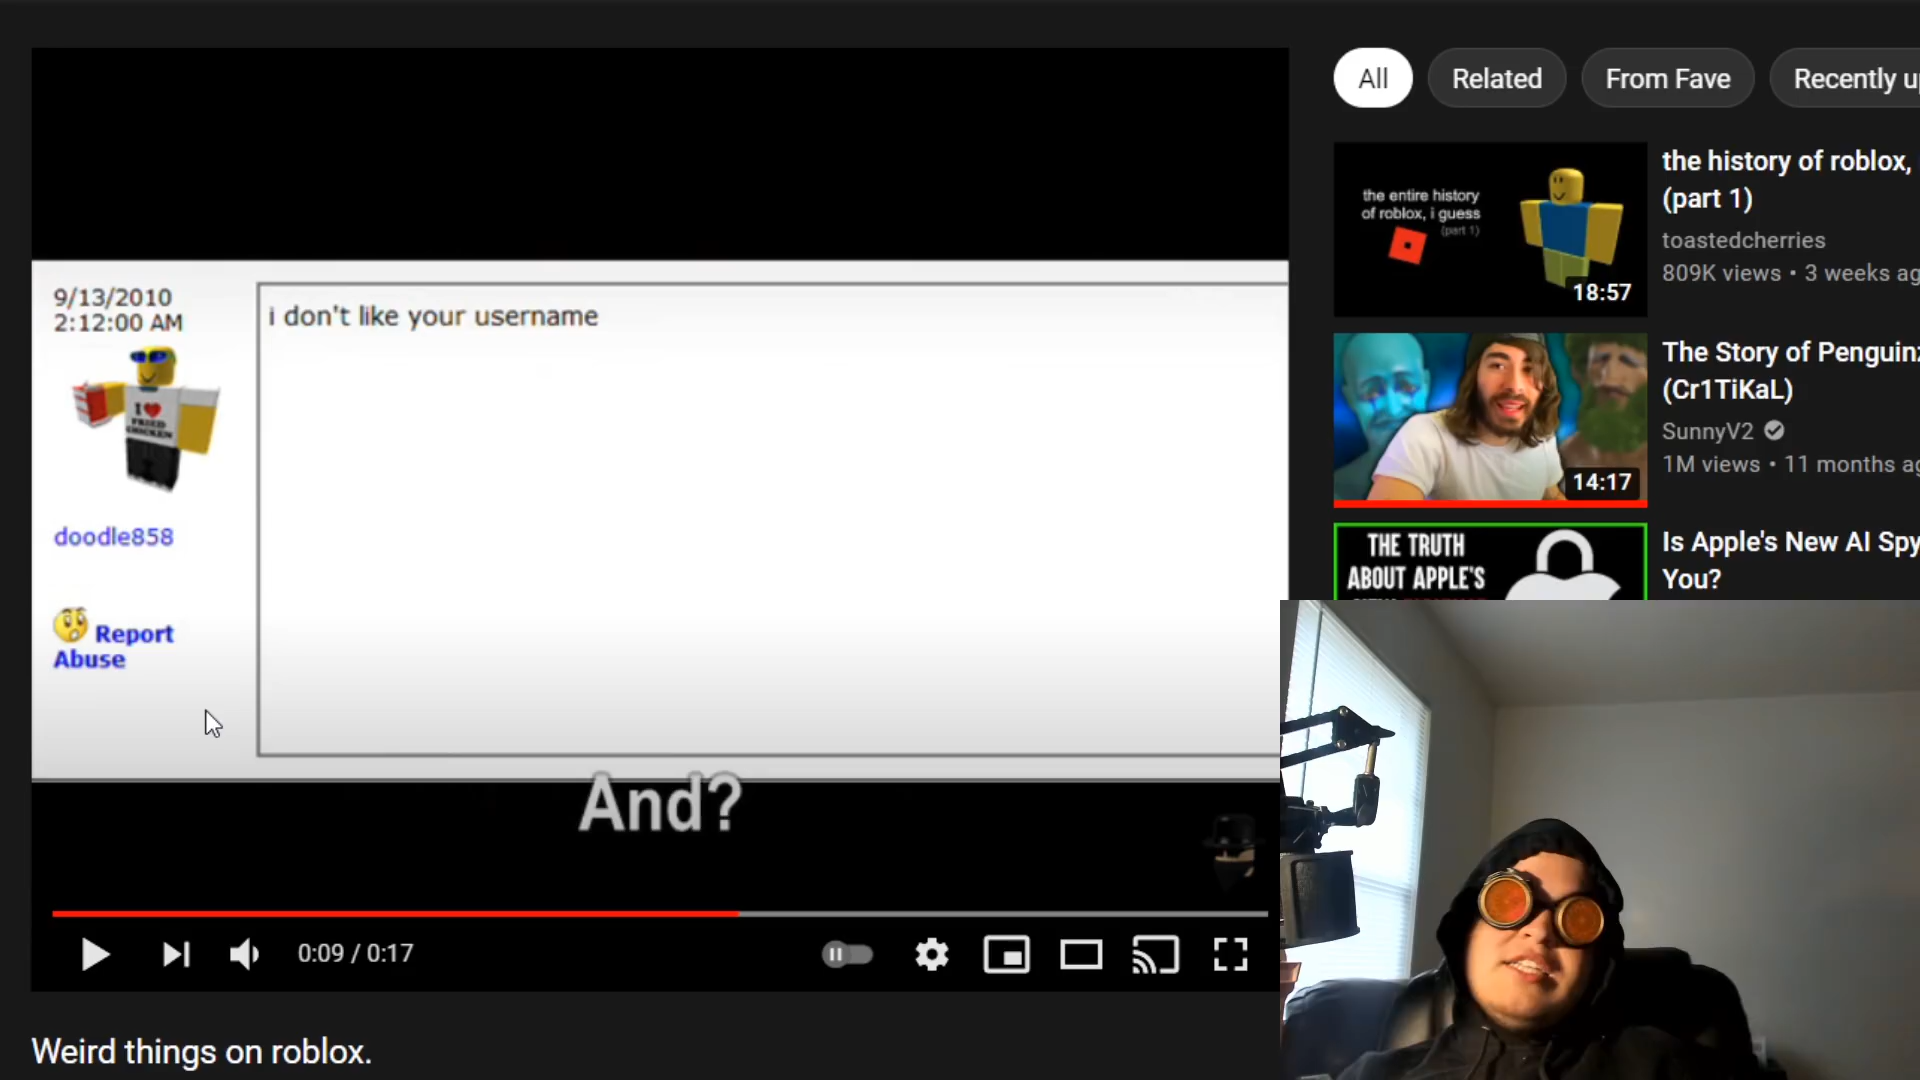 All
Related
From Fave
Recently u
9/13/2010
2:12:00 AM
i don't like your username
I ❤
FRIED
CHICKEN
doodle858
Report
Abuse
And?
0:09 / 0:17
Weird things on roblox.
the entire history
of roblox, i guess
(part 1)
18:57
the history of roblox,
(part 1)
toastedcherries
809K views • 3 weeks ag
14:17
The Story of Penguinz
(Cr1TiKaL)
SunnyV2
1M views • 11 months ag
THE TRUTH
ABOUT APPLE'S
Is Apple's New AI Spy
You?